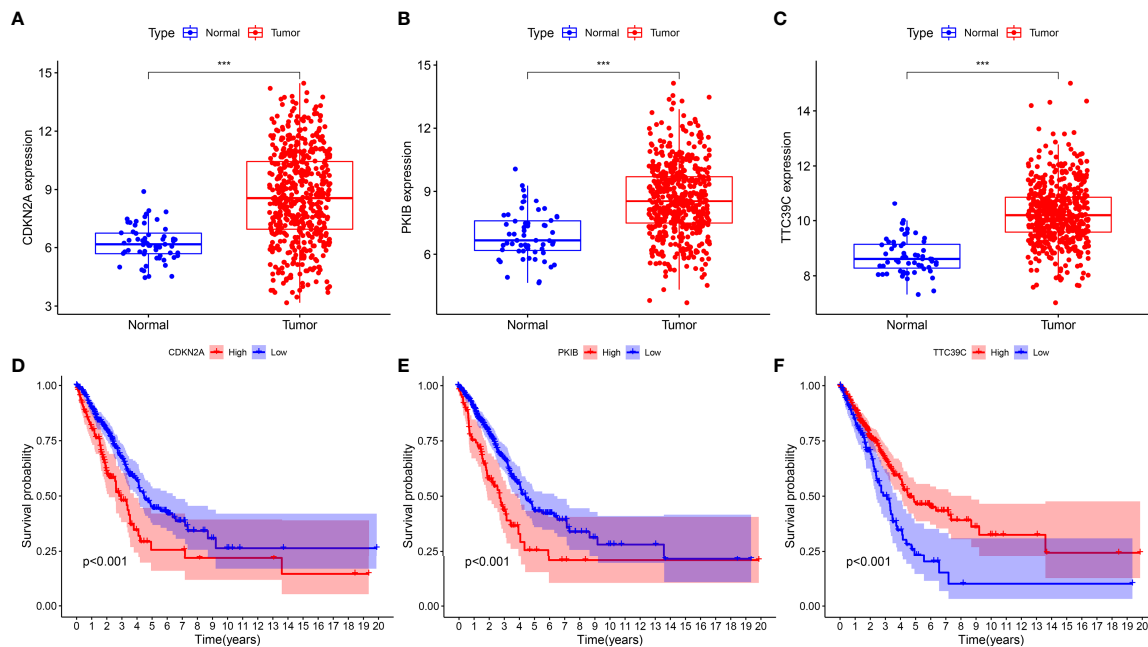 A
Type Normal Tumor
CDKN2A expression
15
12
9
6
3
***
Normal Tumor
B
Type Normal Tumor
PKIB expression
15
12
9
6
***
Normal Tumor
C
Type Normal Tumor
TTC39C expression
14
12
10
8
***
Normal Tumor
D
CDKN2A High Low
Survival probability
1.00
0.75
0.50
0.25
0.00
p<0.001
0 1 2 3 4 5 6 7 8 9 10 11 12 13 14 15 16 17 18 19 20
Time(years)
E
PKIB High Low
Survival probability
1.00
0.75
0.50
0.25
0.00
p<0.001
0 1 2 3 4 5 6 7 8 9 10 11 12 13 14 15 16 17 18 19 20
Time(years)
F
TTC39C High Low
Survival probability
1.00
0.75
0.50
0.25
0.00
p<0.001
0 1 2 3 4 5 6 7 8 9 10 11 12 13 14 15 16 17 18 19 20
Time(years)